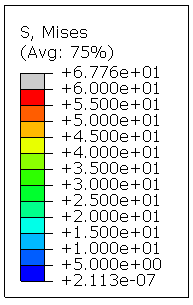 S, Mises
(Avg: 75%)
+6.776e+01
+6.000e+01
+5.500e+01
+5.000e+01
+4.500e+01
+4.000e+01
+3.500e+01
+3.000e+01
+2.500e+01
+2.000e+01
+1.500e+01
+1.000e+01
+5.000e+00
+2.113e-07